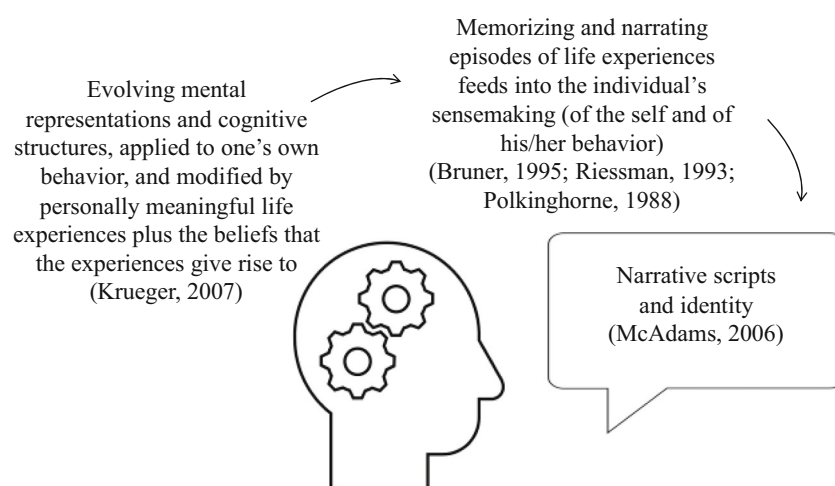 Evolving mental
representations and cognitive
structures, applied to one’s own
behavior, and modified by
personally meaningful life
experiences plus the beliefs that
the experiences give rise to
(Krueger, 2007)
Memorizing and narrating
episodes of life experiences
feeds into the individual’s
sensemaking (of the self and of
his/her behavior)
(Bruner, 1995; Riessman, 1993;
Polkinghorne, 1988)
Narrative scripts
and identity
(McAdams, 2006)